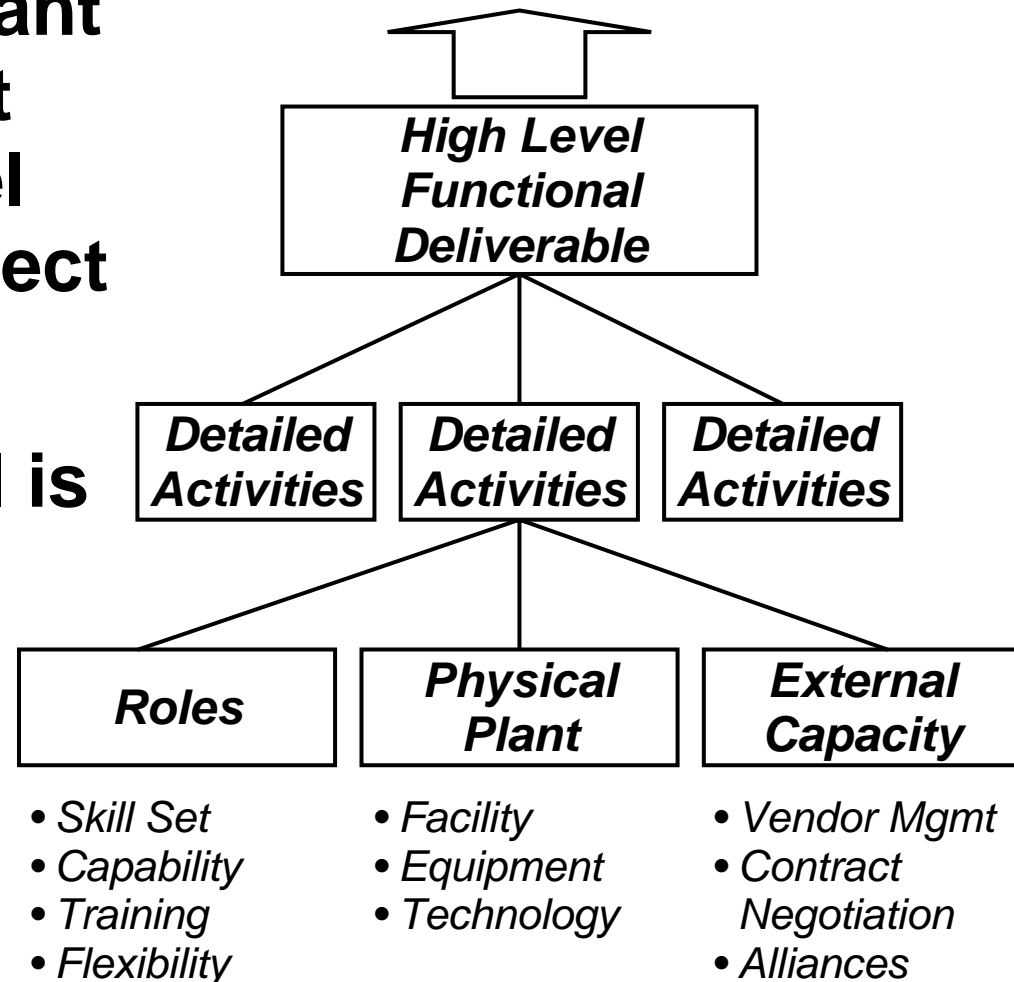 High Level
Functional
Deliverable
Detailed
Activities
Detailed
Activities
Detailed
Activities
is
Roles
Physical
Plant
External
Capacity
• Skill Set
• Capability
• Training
• Flexibility
• Facility
• Equipment
• Technology
• Vendor Mgmt
• Contract
Negotiation
• Alliances